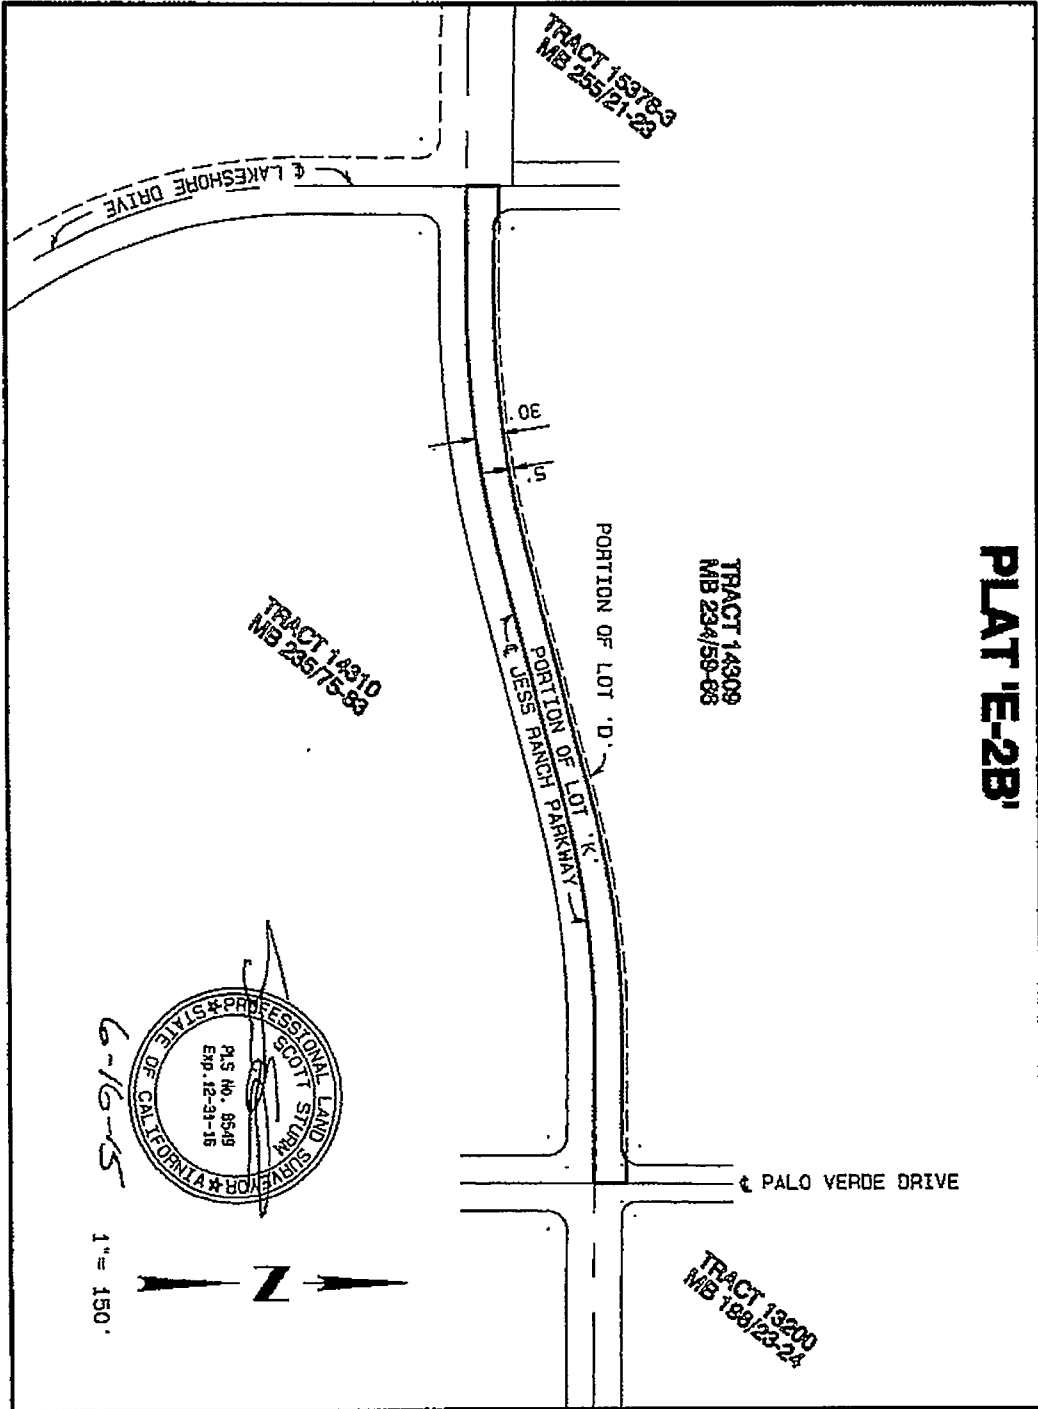 PLAT 'E-2B'
TRACT 15378-3
MB 255/21-23
℄ LAKESHORE DRIVE
30'
5'
PORTION OF LOT 'D'
TRACT 14309
MB 234/59-68
PORTION OF LOT 'K'
℄ JESS RANCH PARKWAY
TRACT 14310
MB 235/75-83
℄ PALO VERDE DRIVE
TRACT 13200
MB 188/23-24
PROFESSIONAL LAND SURVEYOR
SCOTT STURM
PLS No. 8549
Exp. 12-31-16
STATE OF CALIFORNIA
6-16-15
N
1"= 150'